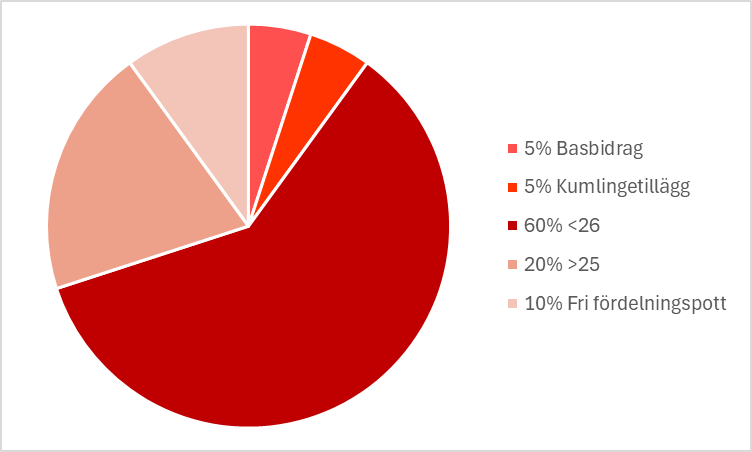 5% Basbidrag
5% Kumlingetillägg
60% <26
20% >25
10% Fri fördelningspott